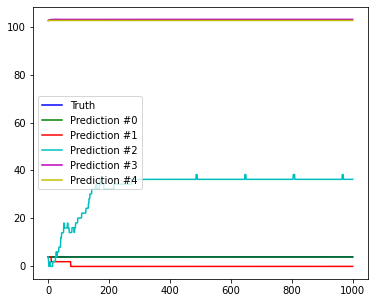 100
80
60
40
20
0
Truth
Prediction #0
Prediction #1
Prediction #2
Prediction #3
Prediction #4
0
200
400
600
800
1000